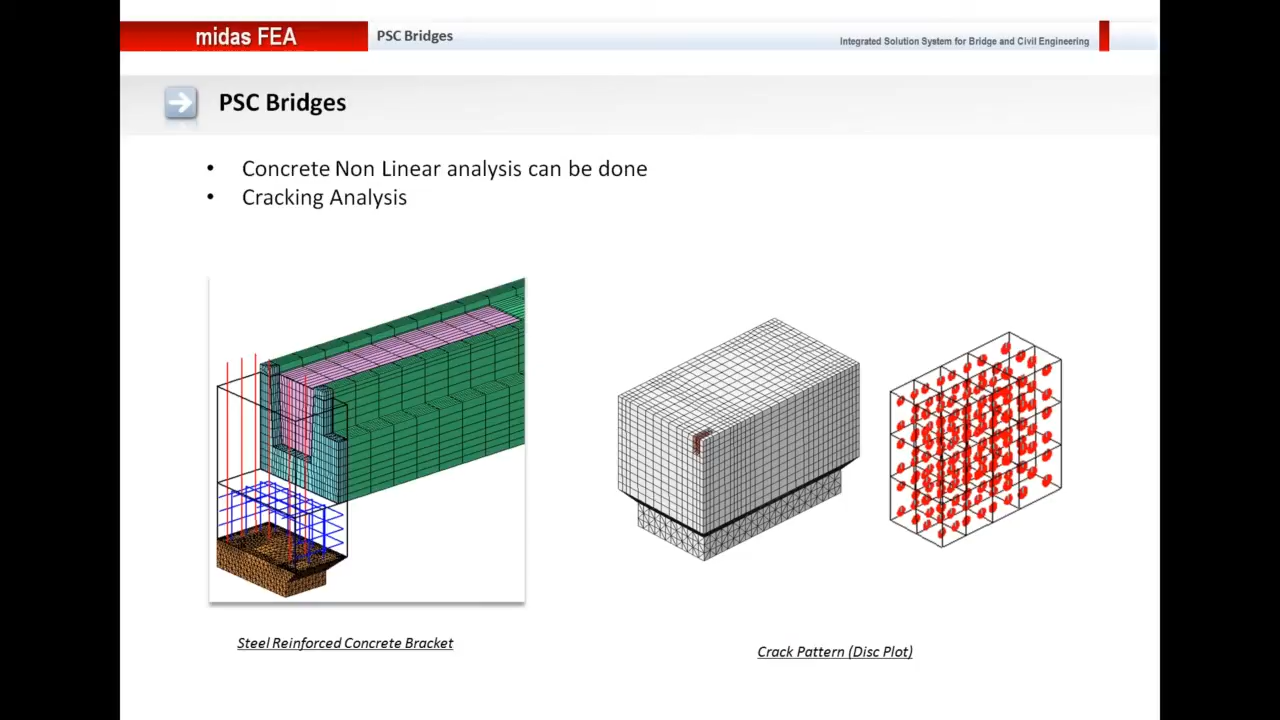 midas FEA
PSC Bridges
Integrated Solution System for Bridge and Civil Engineering
PSC Bridges
• Concrete Non Linear analysis can be done
• Cracking Analysis
Steel Reinforced Concrete Bracket
Crack Pattern (Disc Plot)